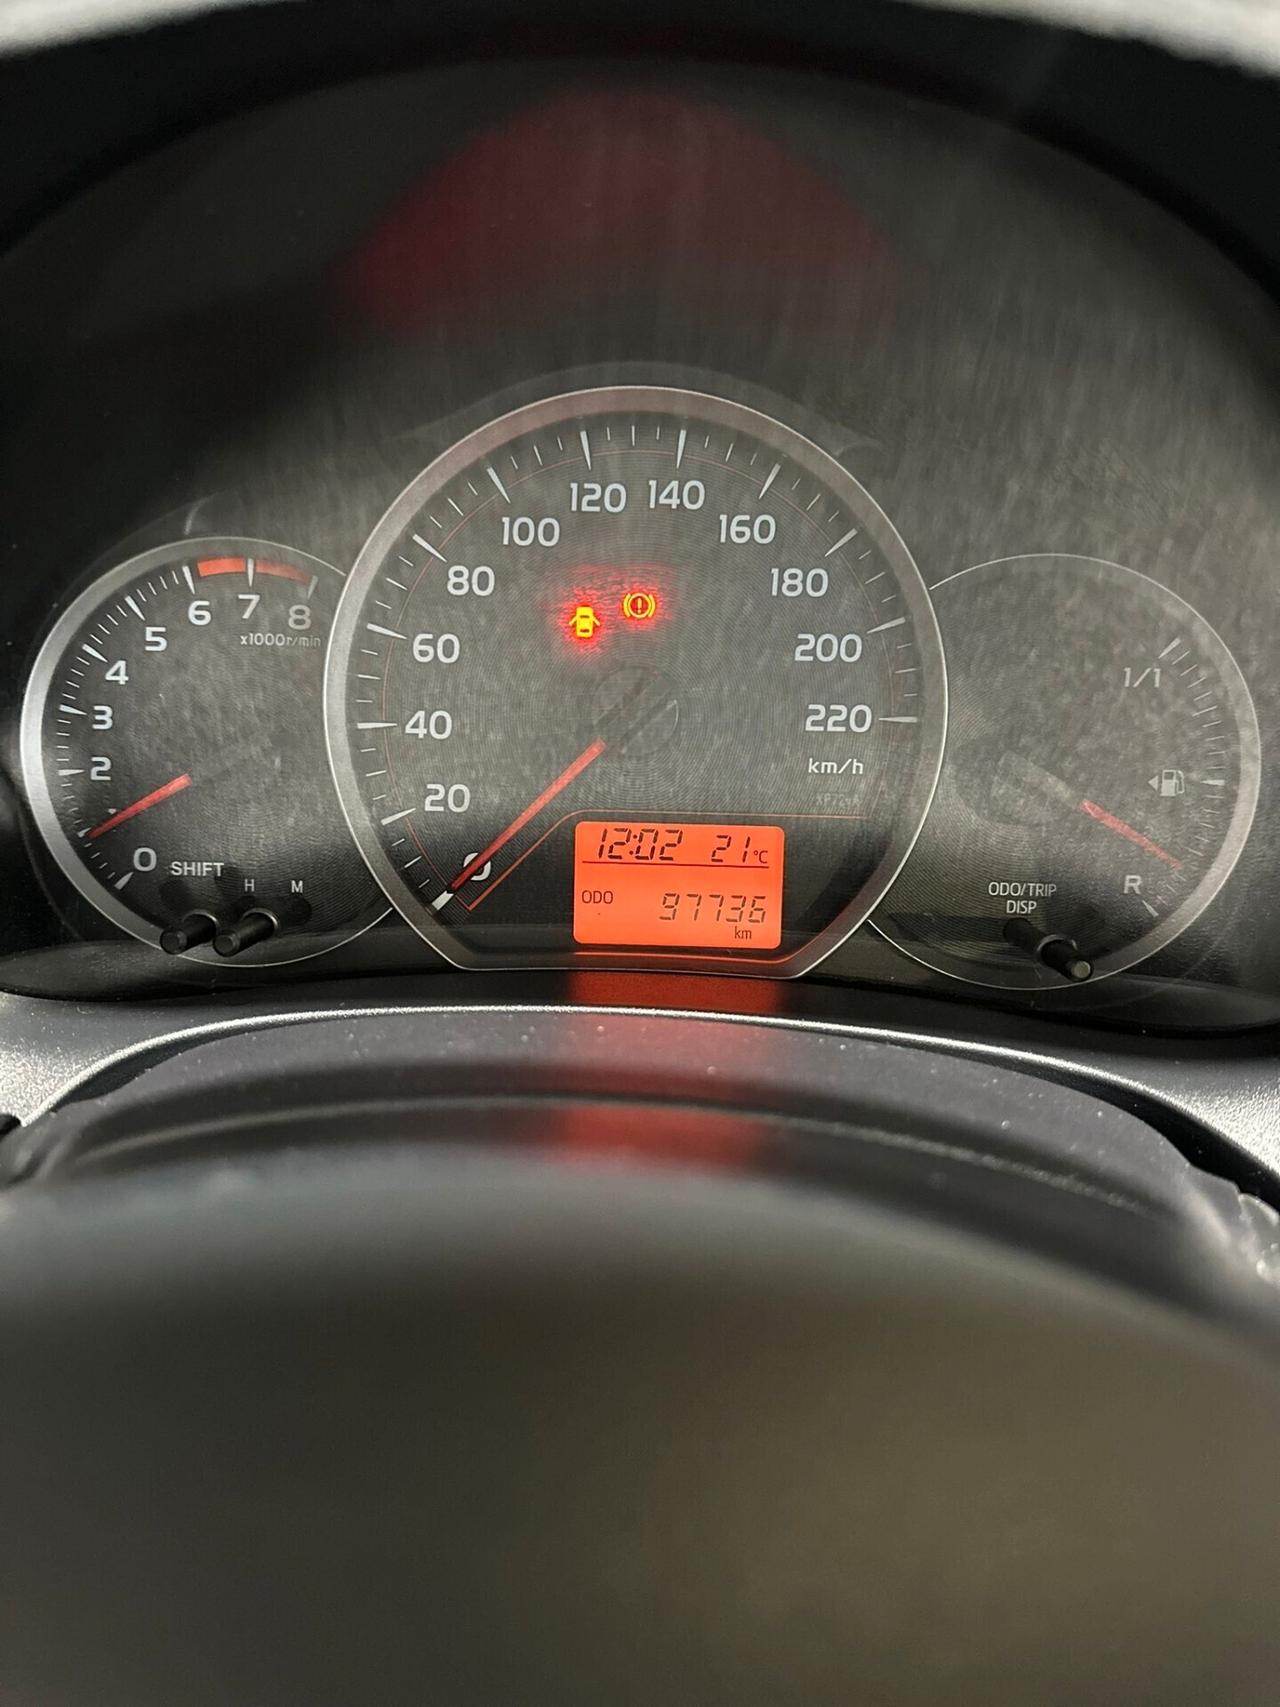 120 140
100 160
80 180
60 200
40 220
20 km/h
0
6 7 8
5 x1000r/min
4
3
2
0 SHIFT
H M
12:02 21°C
ODO 97736
km
1/1
R
ODO/TRIP
DISP